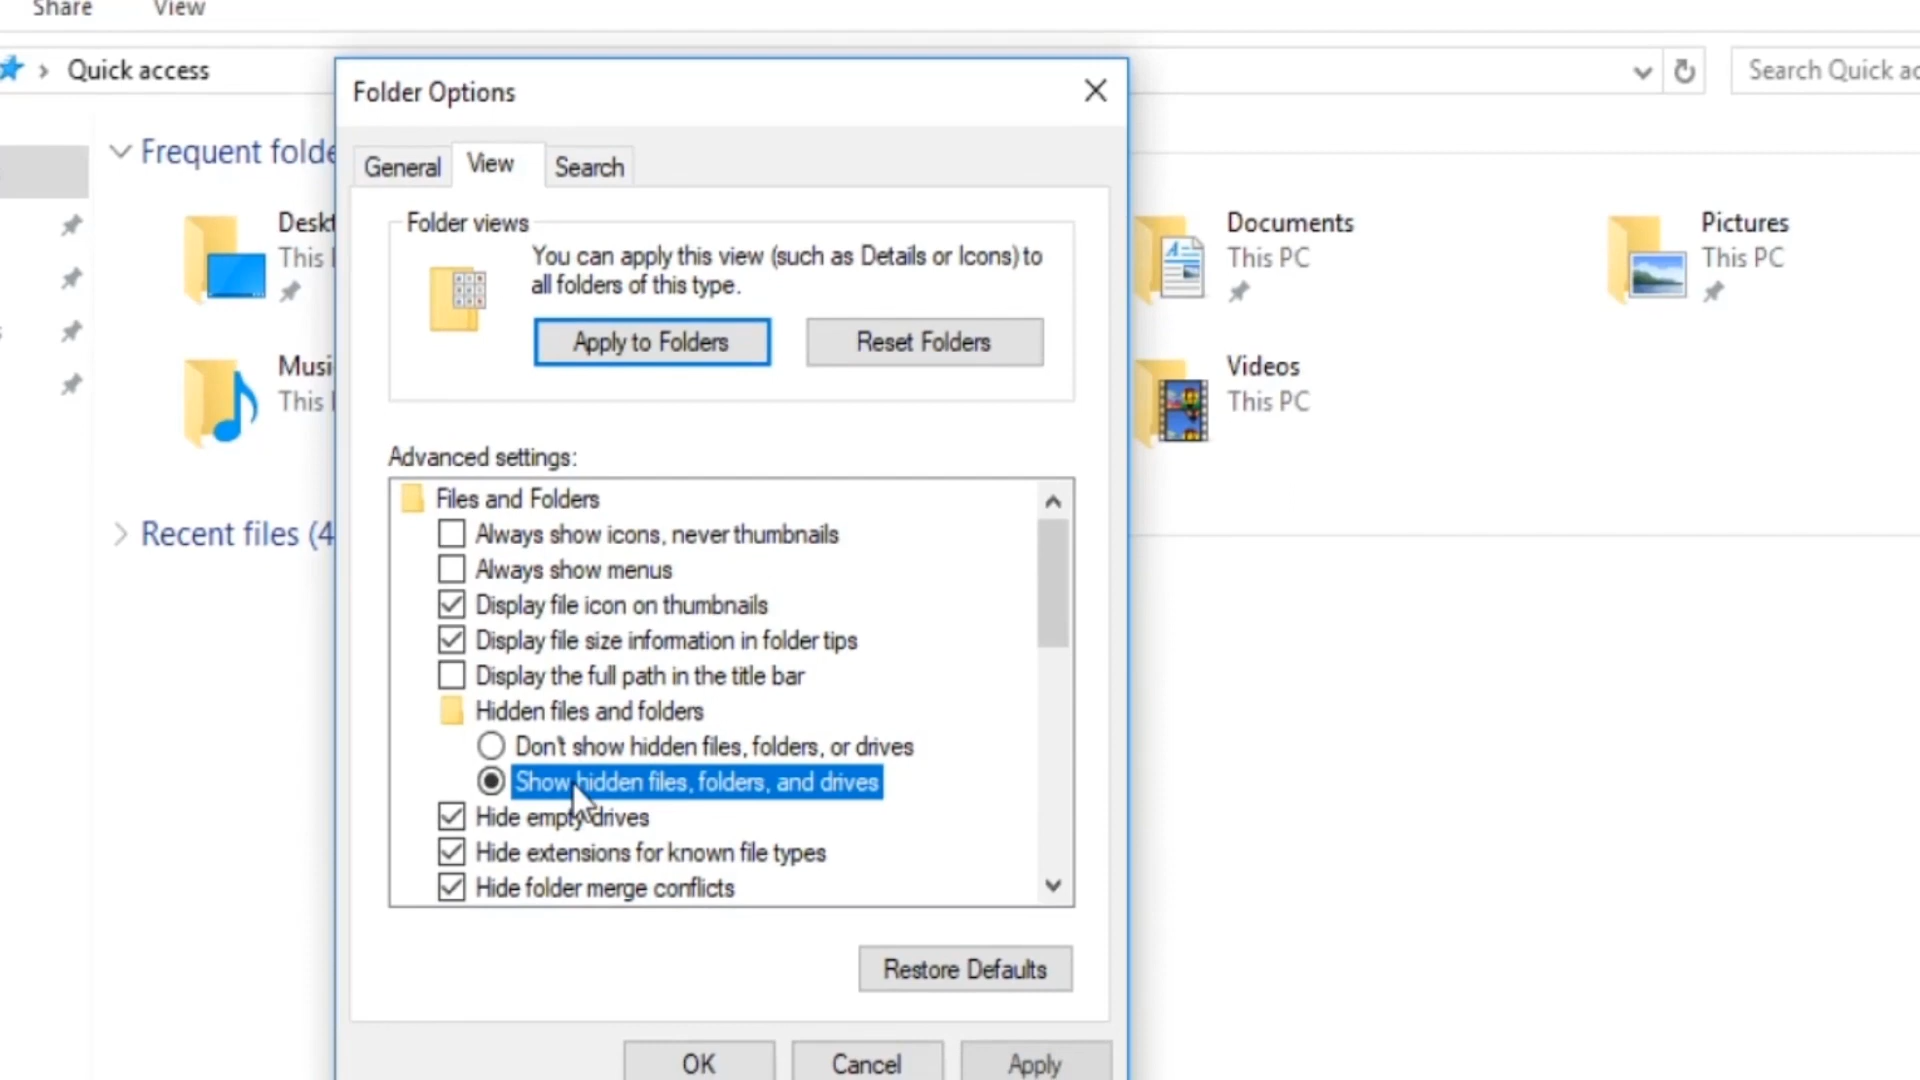 Share View
Quick access
Search Quick ac
Folder Options
General View Search
Frequent folde
Folder views
You can apply this view (such as Details or Icons) to
all folders of this type.
Apply to Folders Reset Folders
Deskt
This
Documents
This PC
Pictures
This PC
Musi
This
Videos
This PC
Advanced settings:
Files and Folders
Always show icons, never thumbnails
Always show menus
Display file icon on thumbnails
Display file size information in folder tips
Display the full path in the title bar
Hidden files and folders
Don't show hidden files, folders, or drives
Show hidden files, folders, and drives
Hide empty drives
Hide extensions for known file types
Hide folder merge conflicts
Recent files (4
Restore Defaults
OK Cancel Apply